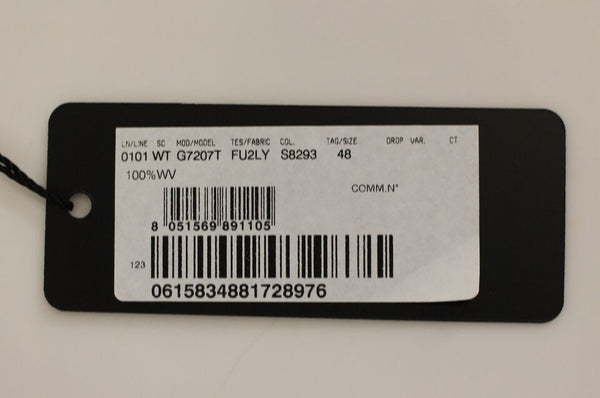 LN/LINE SC MOD/MODEL TES/FABRIC COL. TAG/SIZE DROP VAR. CT
0101 WT G7207T FU2LY S8293 48
100%WV
COMM.N°
8 051569 891105
123
0615834881728976